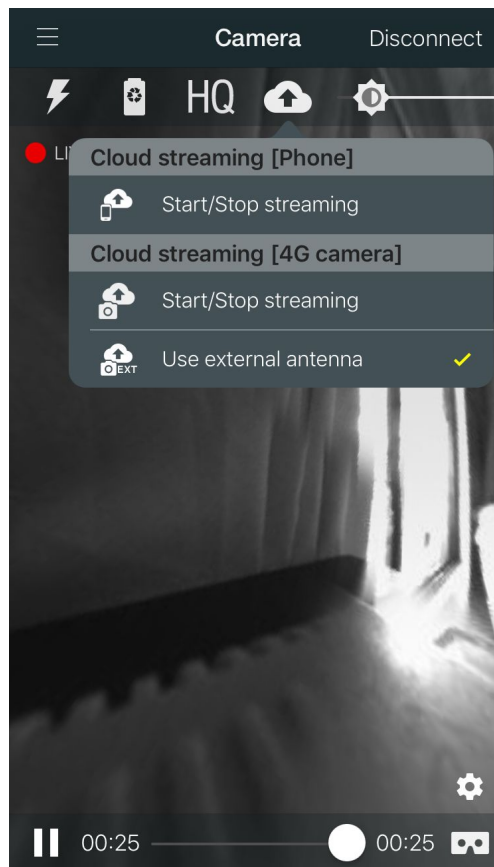 Camera
Disconnect
HQ
LI
Cloud streaming [Phone]
Start/Stop streaming
Cloud streaming [4G camera]
Start/Stop streaming
EXT
Use external antenna
00:25
00:25